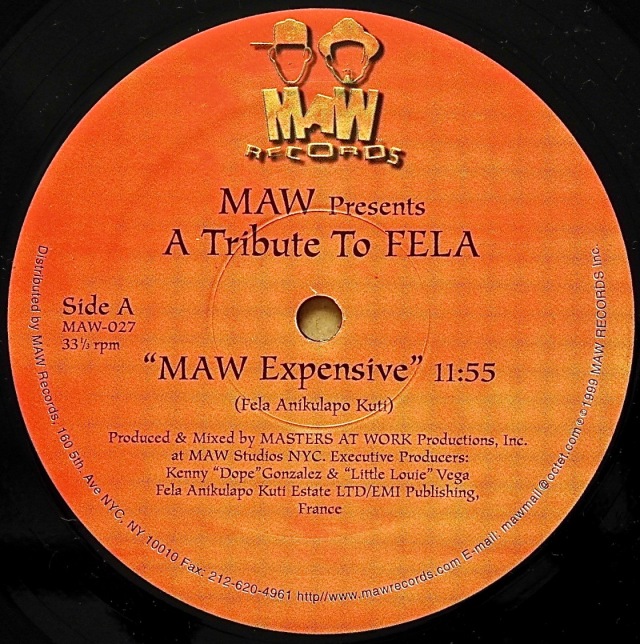 MAW
RECORDS
MAW Presents
A Tribute To FELA
Side A
MAW-027
33 ⅓ rpm
“MAW Expensive” 11:55
(Fela Anikulapo Kuti)
Produced & Mixed by MASTERS AT WORK Productions, Inc.
at MAW Studios NYC. Executive Producers:
Kenny "Dope"Gonzalez & "Little Louie" Vega
Fela Anikulapo Kuti Estate LTD/EMI Publishing,
France
Distributed by MAW Records, 160 5th. Ave NYC, NY 10010 Fax: 212-620-4961 http//www.mawrecords.com E-mail: mawmail@octet.com ℗©1999 MAW RECORDS Inc.